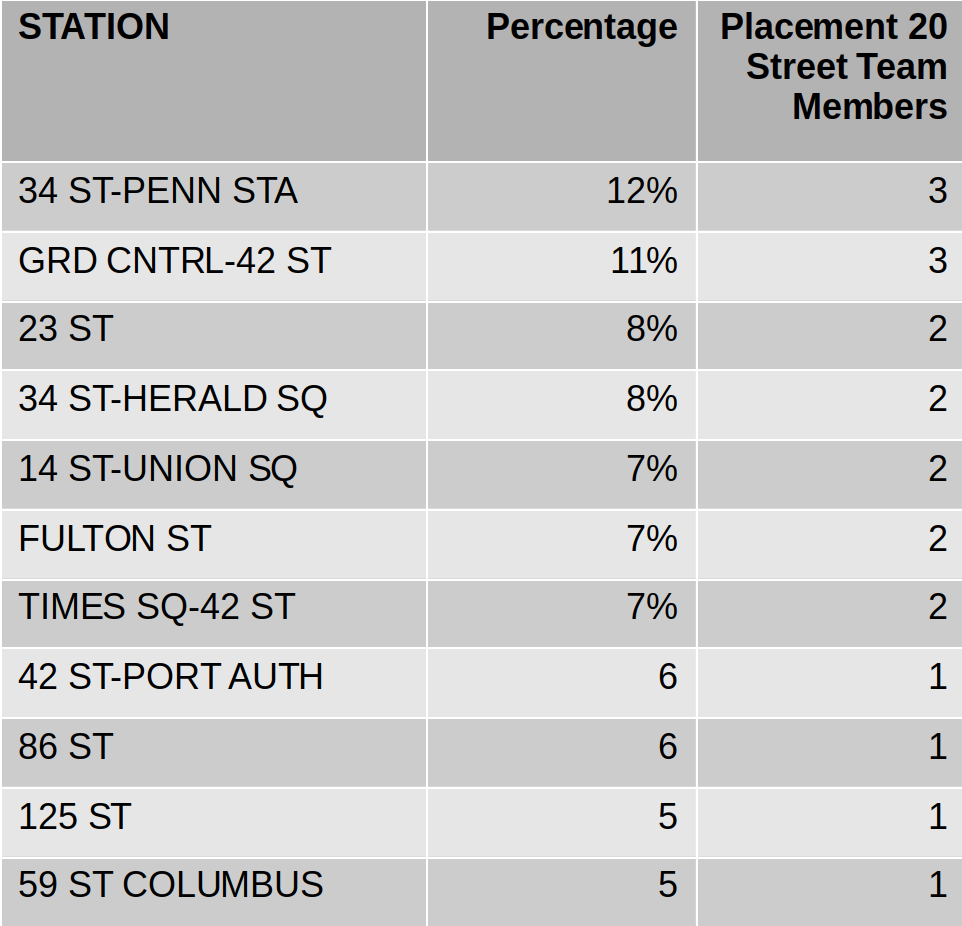 STATION Percentage Placement 20
Street Team
Members
34 ST-PENN STA 12% 3
GRD CNTRL-42 ST 11% 3
23 ST 8% 2
34 ST-HERALD SQ 8% 2
14 ST-UNION SQ 7% 2
FULTON ST 7% 2
TIMES SQ-42 ST 7% 2
42 ST-PORT AUTH 6 1
86 ST 6 1
125 ST 5 1
59 ST COLUMBUS 5 1